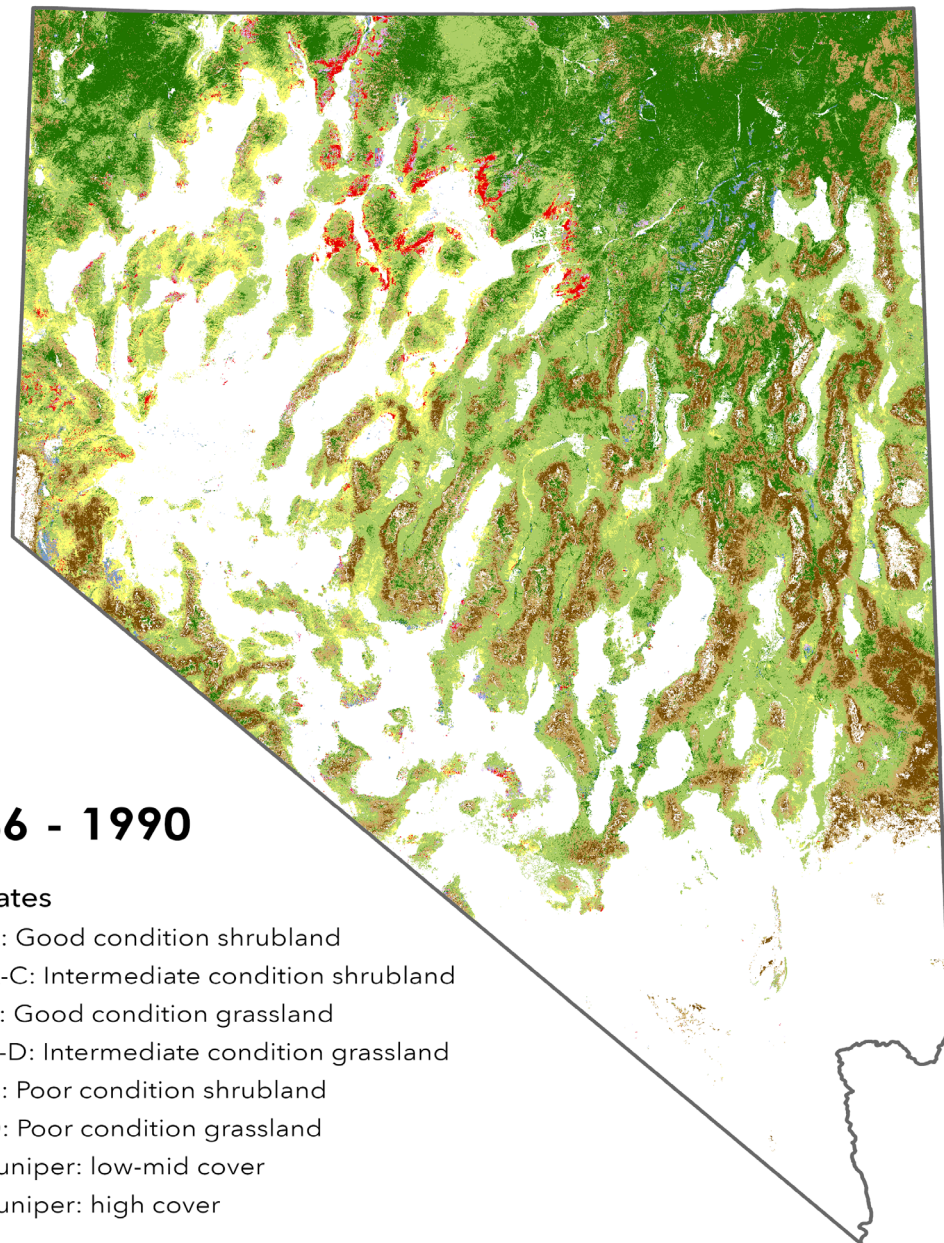 6 - 1990
ates
: Good condition shrubland
-C: Intermediate condition shrubland
: Good condition grassland
-D: Intermediate condition grassland
: Poor condition shrubland
: Poor condition grassland
uniper: low-mid cover
uniper: high cover